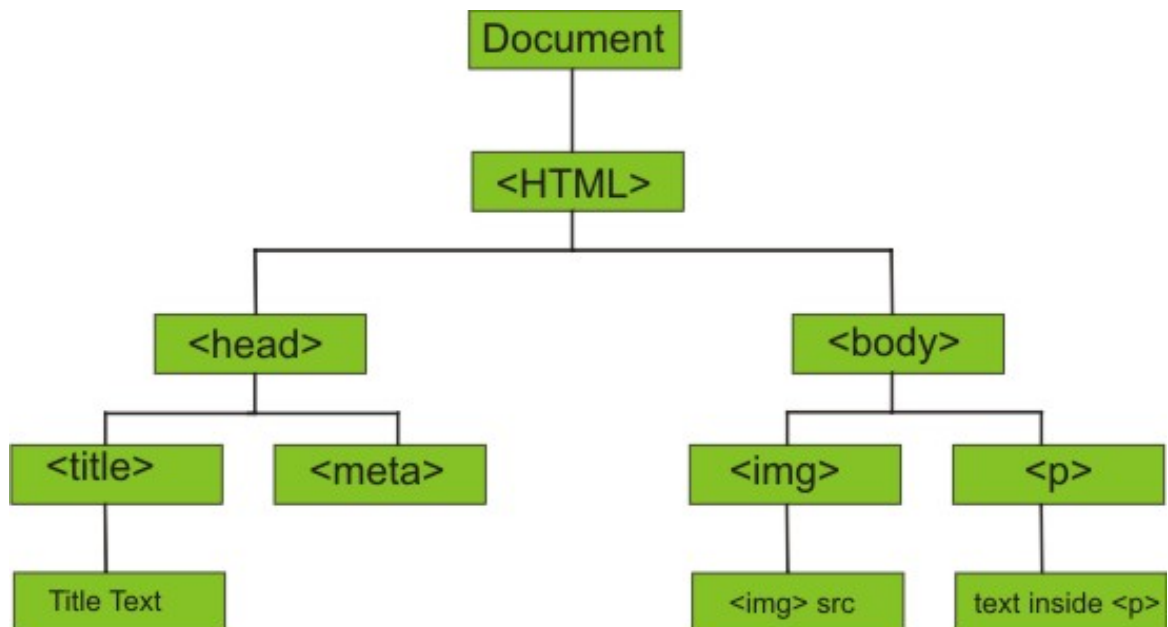 Document
<HTML>
<head>
<body>
<title>
<meta>
<img>
<p>
Title Text
<img> src
text inside <p>